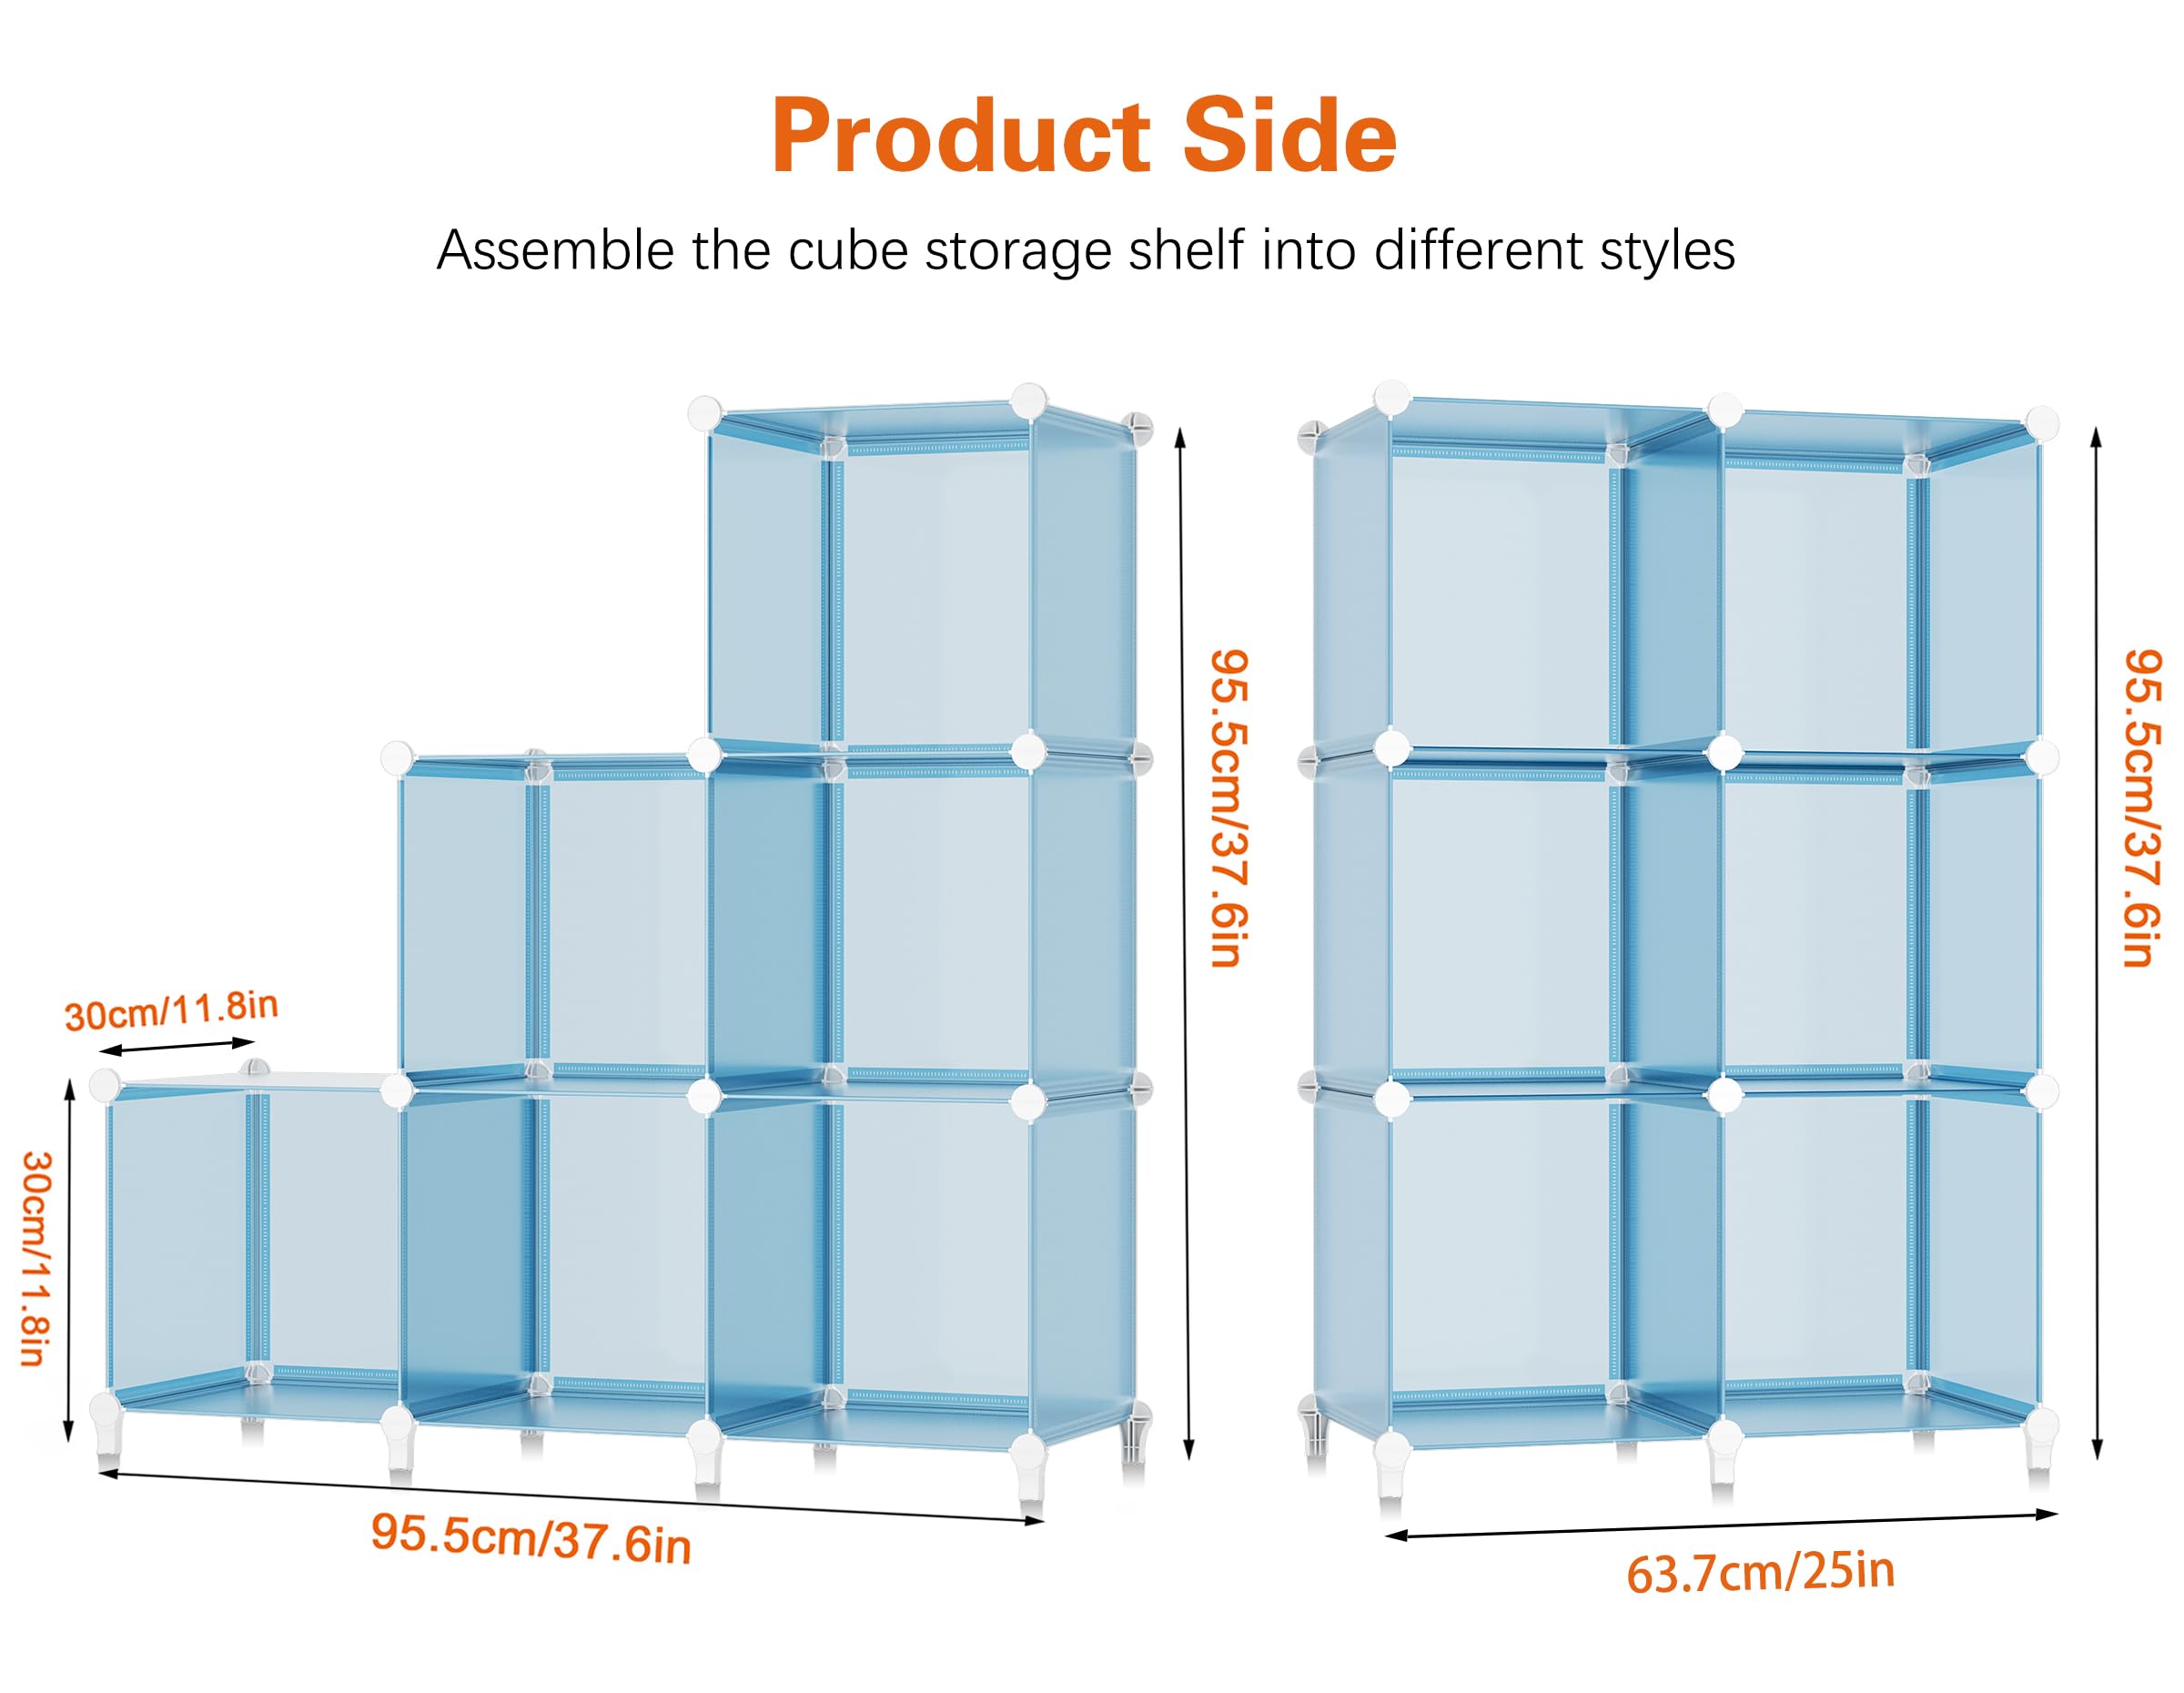 Product Side
Assemble the cube storage shelf into different styles
30cm/11.8in
30cm/11.8in
95.5cm/37.6in
95.5cm/37.6in
95.5cm/37.6in
63.7cm/25in